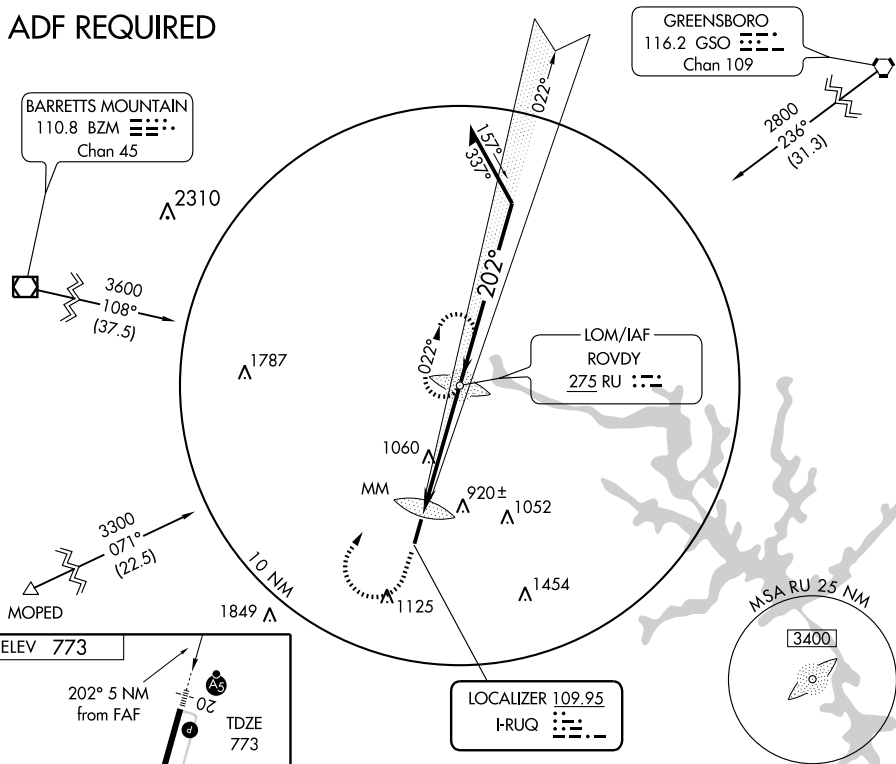 ADF REQUIRED
GREENSBORO
116.2 GSO
Chan 109
BARRETTS MOUNTAIN
110.8 BZM
Chan 45
022°
2800
236°
(31.3)
157°
337°
2310
202°
3600
108°
(37.5)
LOM/IAF
ROVDY
275 RU
022°
1787
1060
MM
920±
1052
3300
071°
(22.5)
MOPED
10 NM
1849
1125
1454
MSA RU 25 NM
3400
ELEV 773
202° 5 NM
from FAF
A5
20
P
TDZE
773
LOCALIZER 109.95
I-RUQ